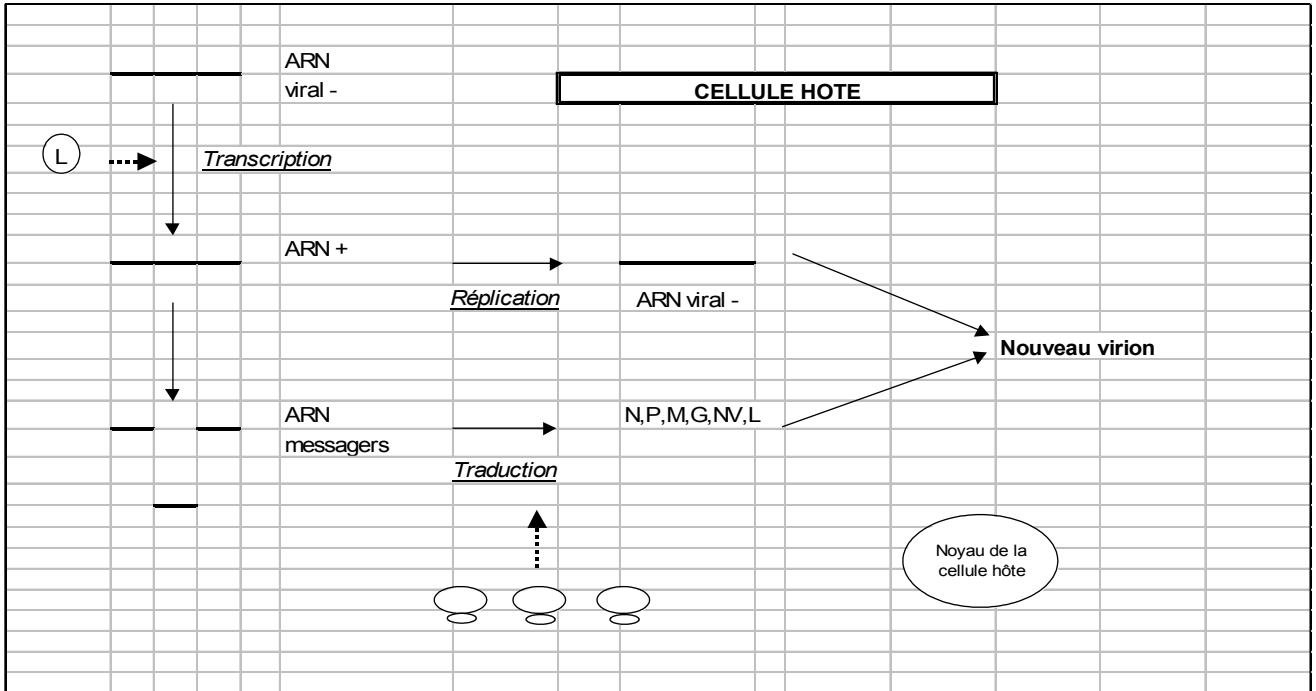 ARN
viral -
CELLULE HOTE
L
Transcription
ARN +
Réplication
ARN viral -
Nouveau virion
ARN
messagers
N,P,M,G,NV,L
Traduction
Noyau de la
cellule hôte